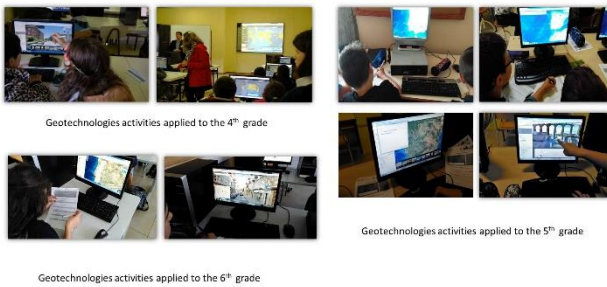 Geotechnologies activities applied to the 4th grade
Geotechnologies activities applied to the 5th grade
Geotechnologies activities applied to the 6th grade